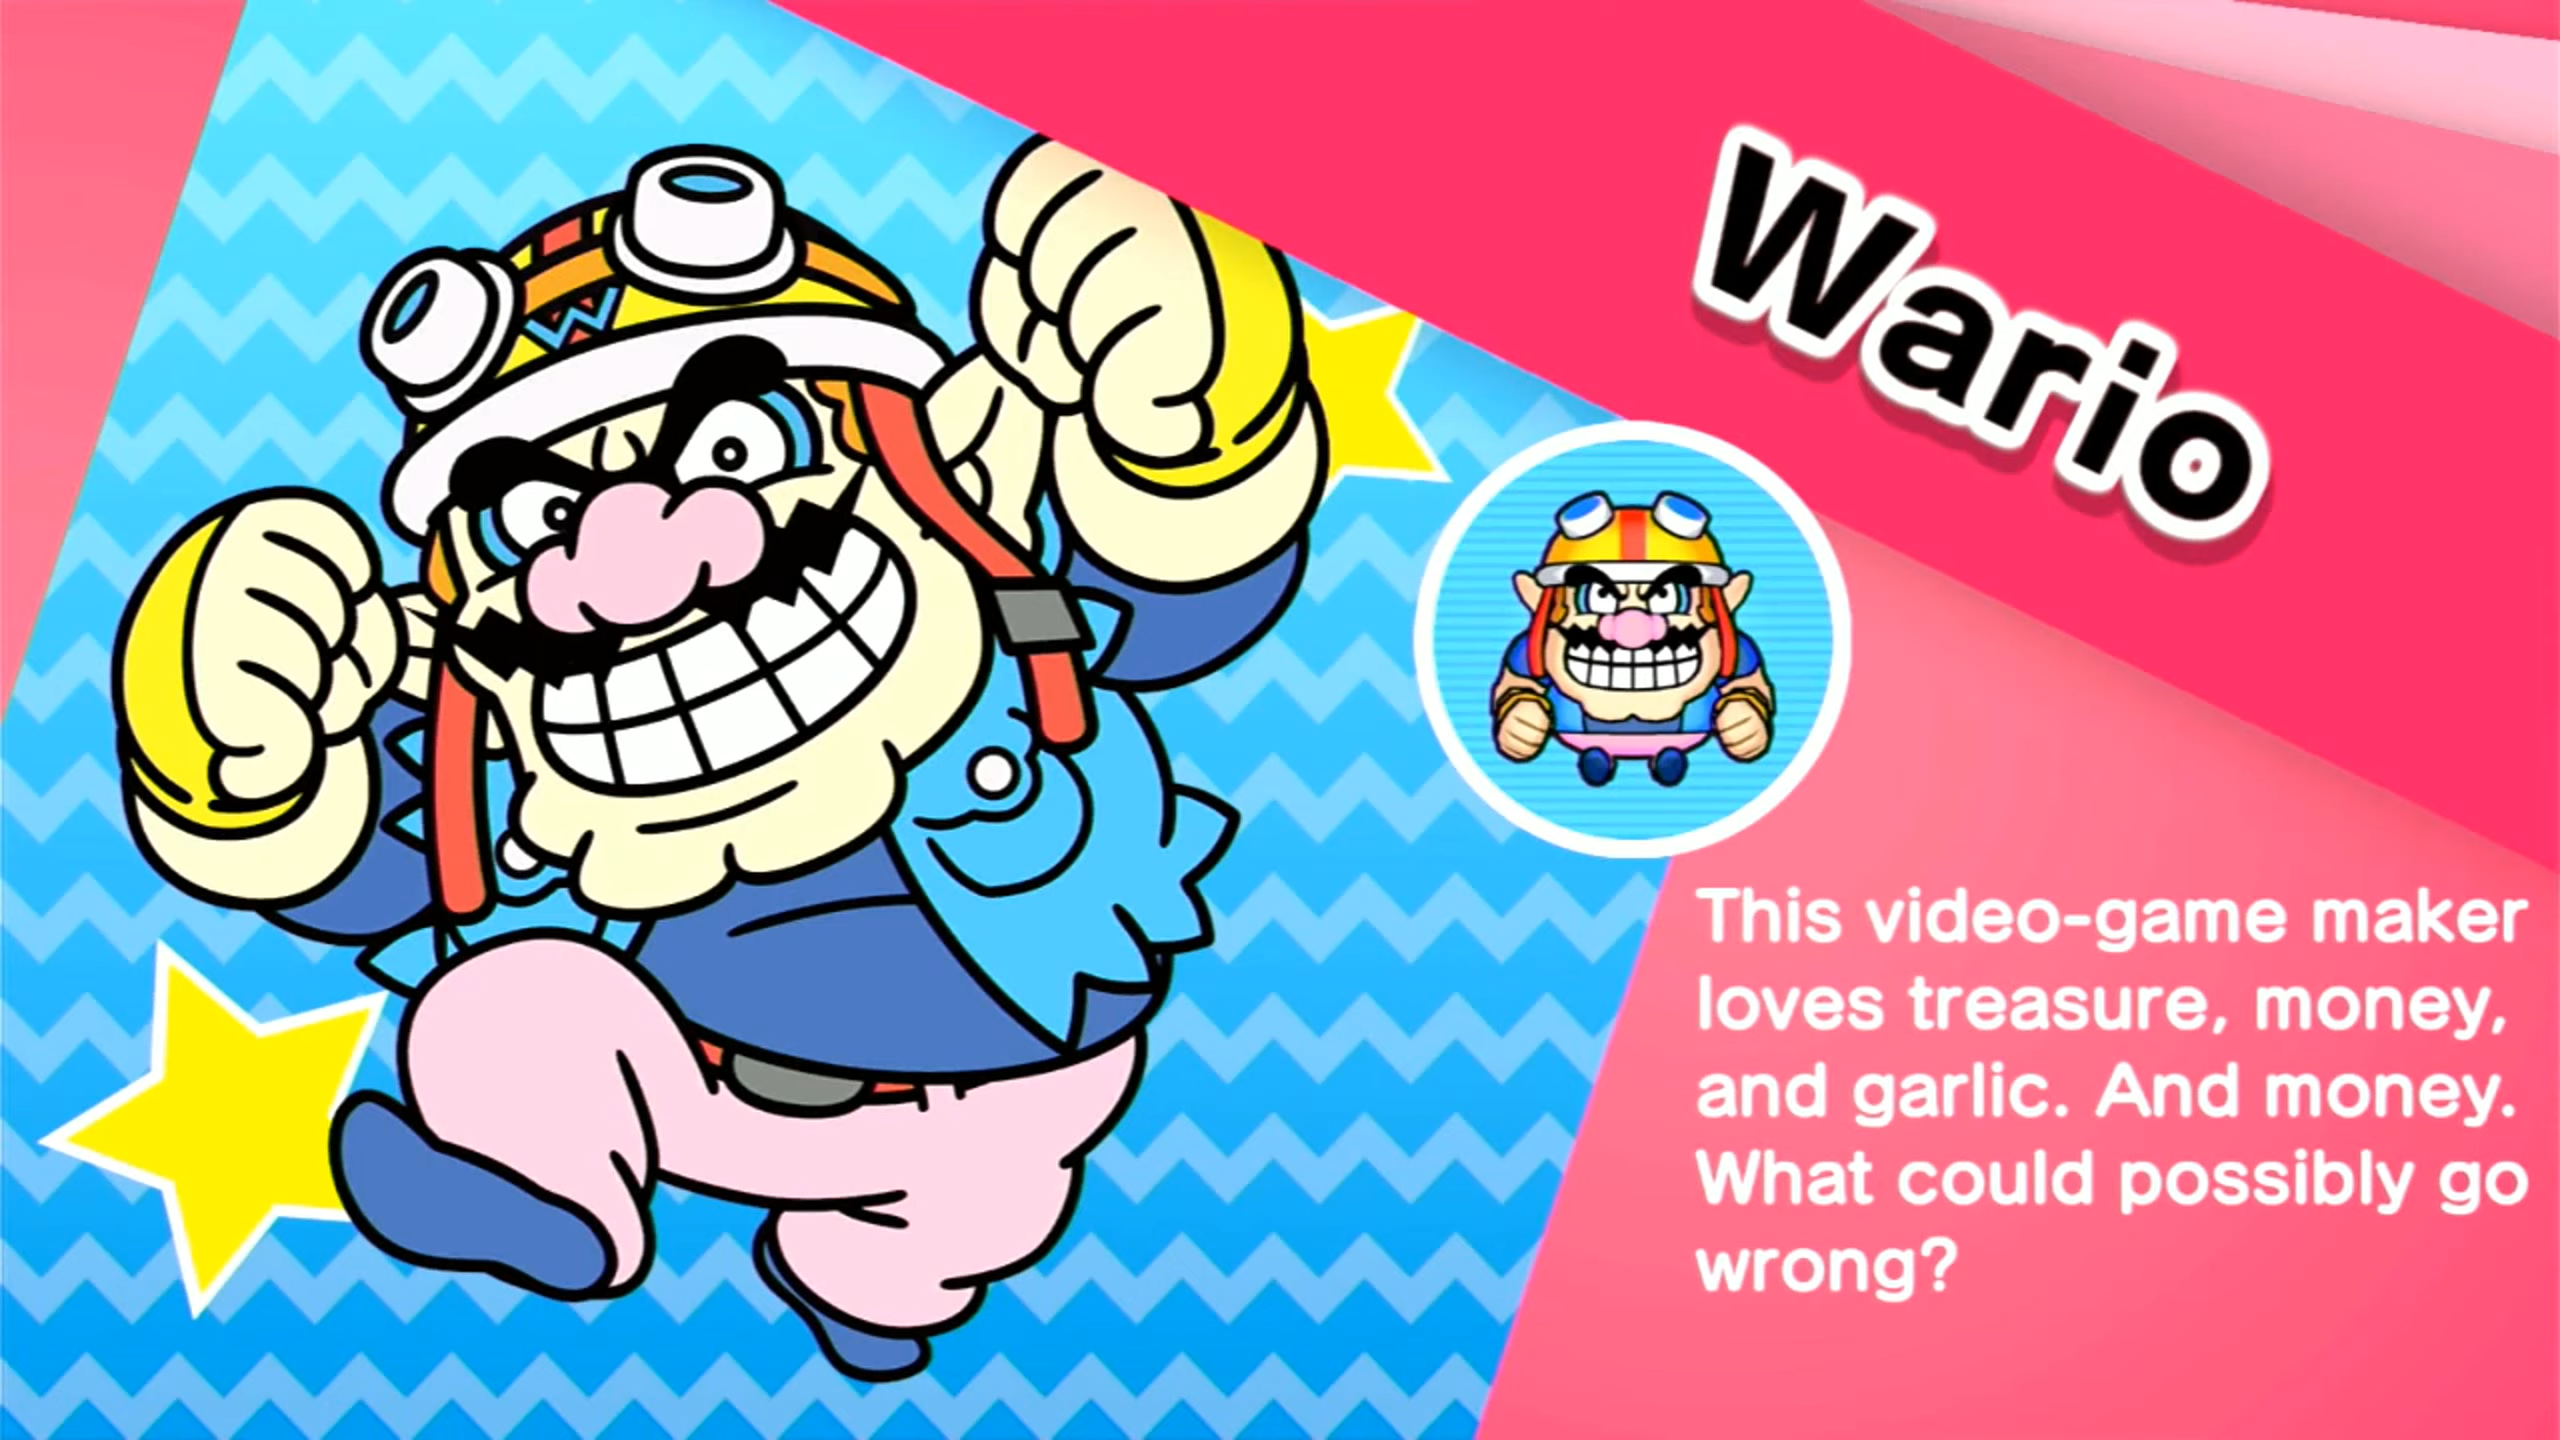 Wario
W
This video-game maker
loves treasure, money,
and garlic. And money.
What could possibly go
wrong?